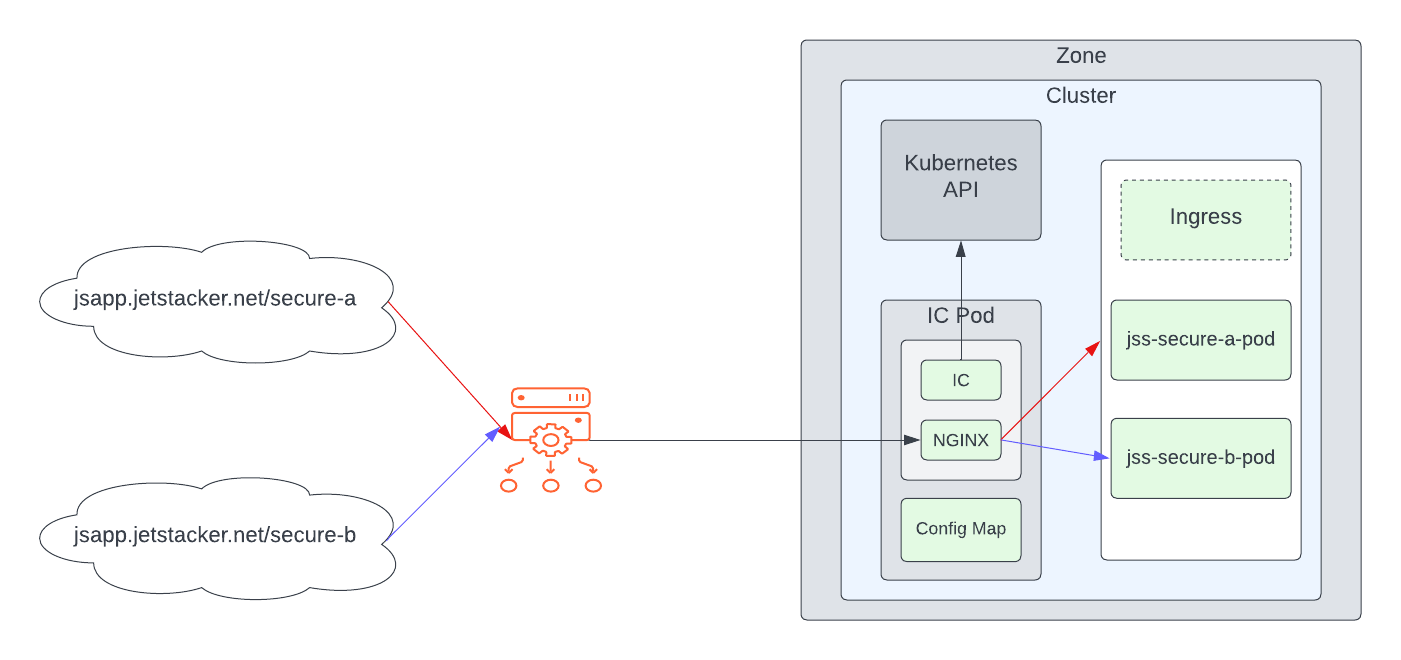 Zone
Cluster
Kubernetes
API
Ingress
jsapp.jetstacker.net/secure-a
IC Pod
jss-secure-a-pod
IC
NGINX
jss-secure-b-pod
Config Map
jsapp.jetstacker.net/secure-b